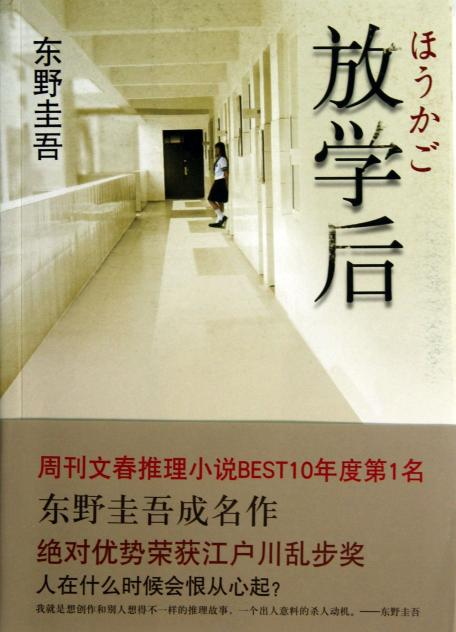 东野圭吾
放学后
ほうかご
周刊文春推理小说BEST10年度第1名
东野圭吾成名作
绝对优势荣获江户川乱步奖
人在什么时候会恨从心起？
我就是想创作和别人想得不一样的推理故事，一个出人意料的杀人动机。——东野圭吾